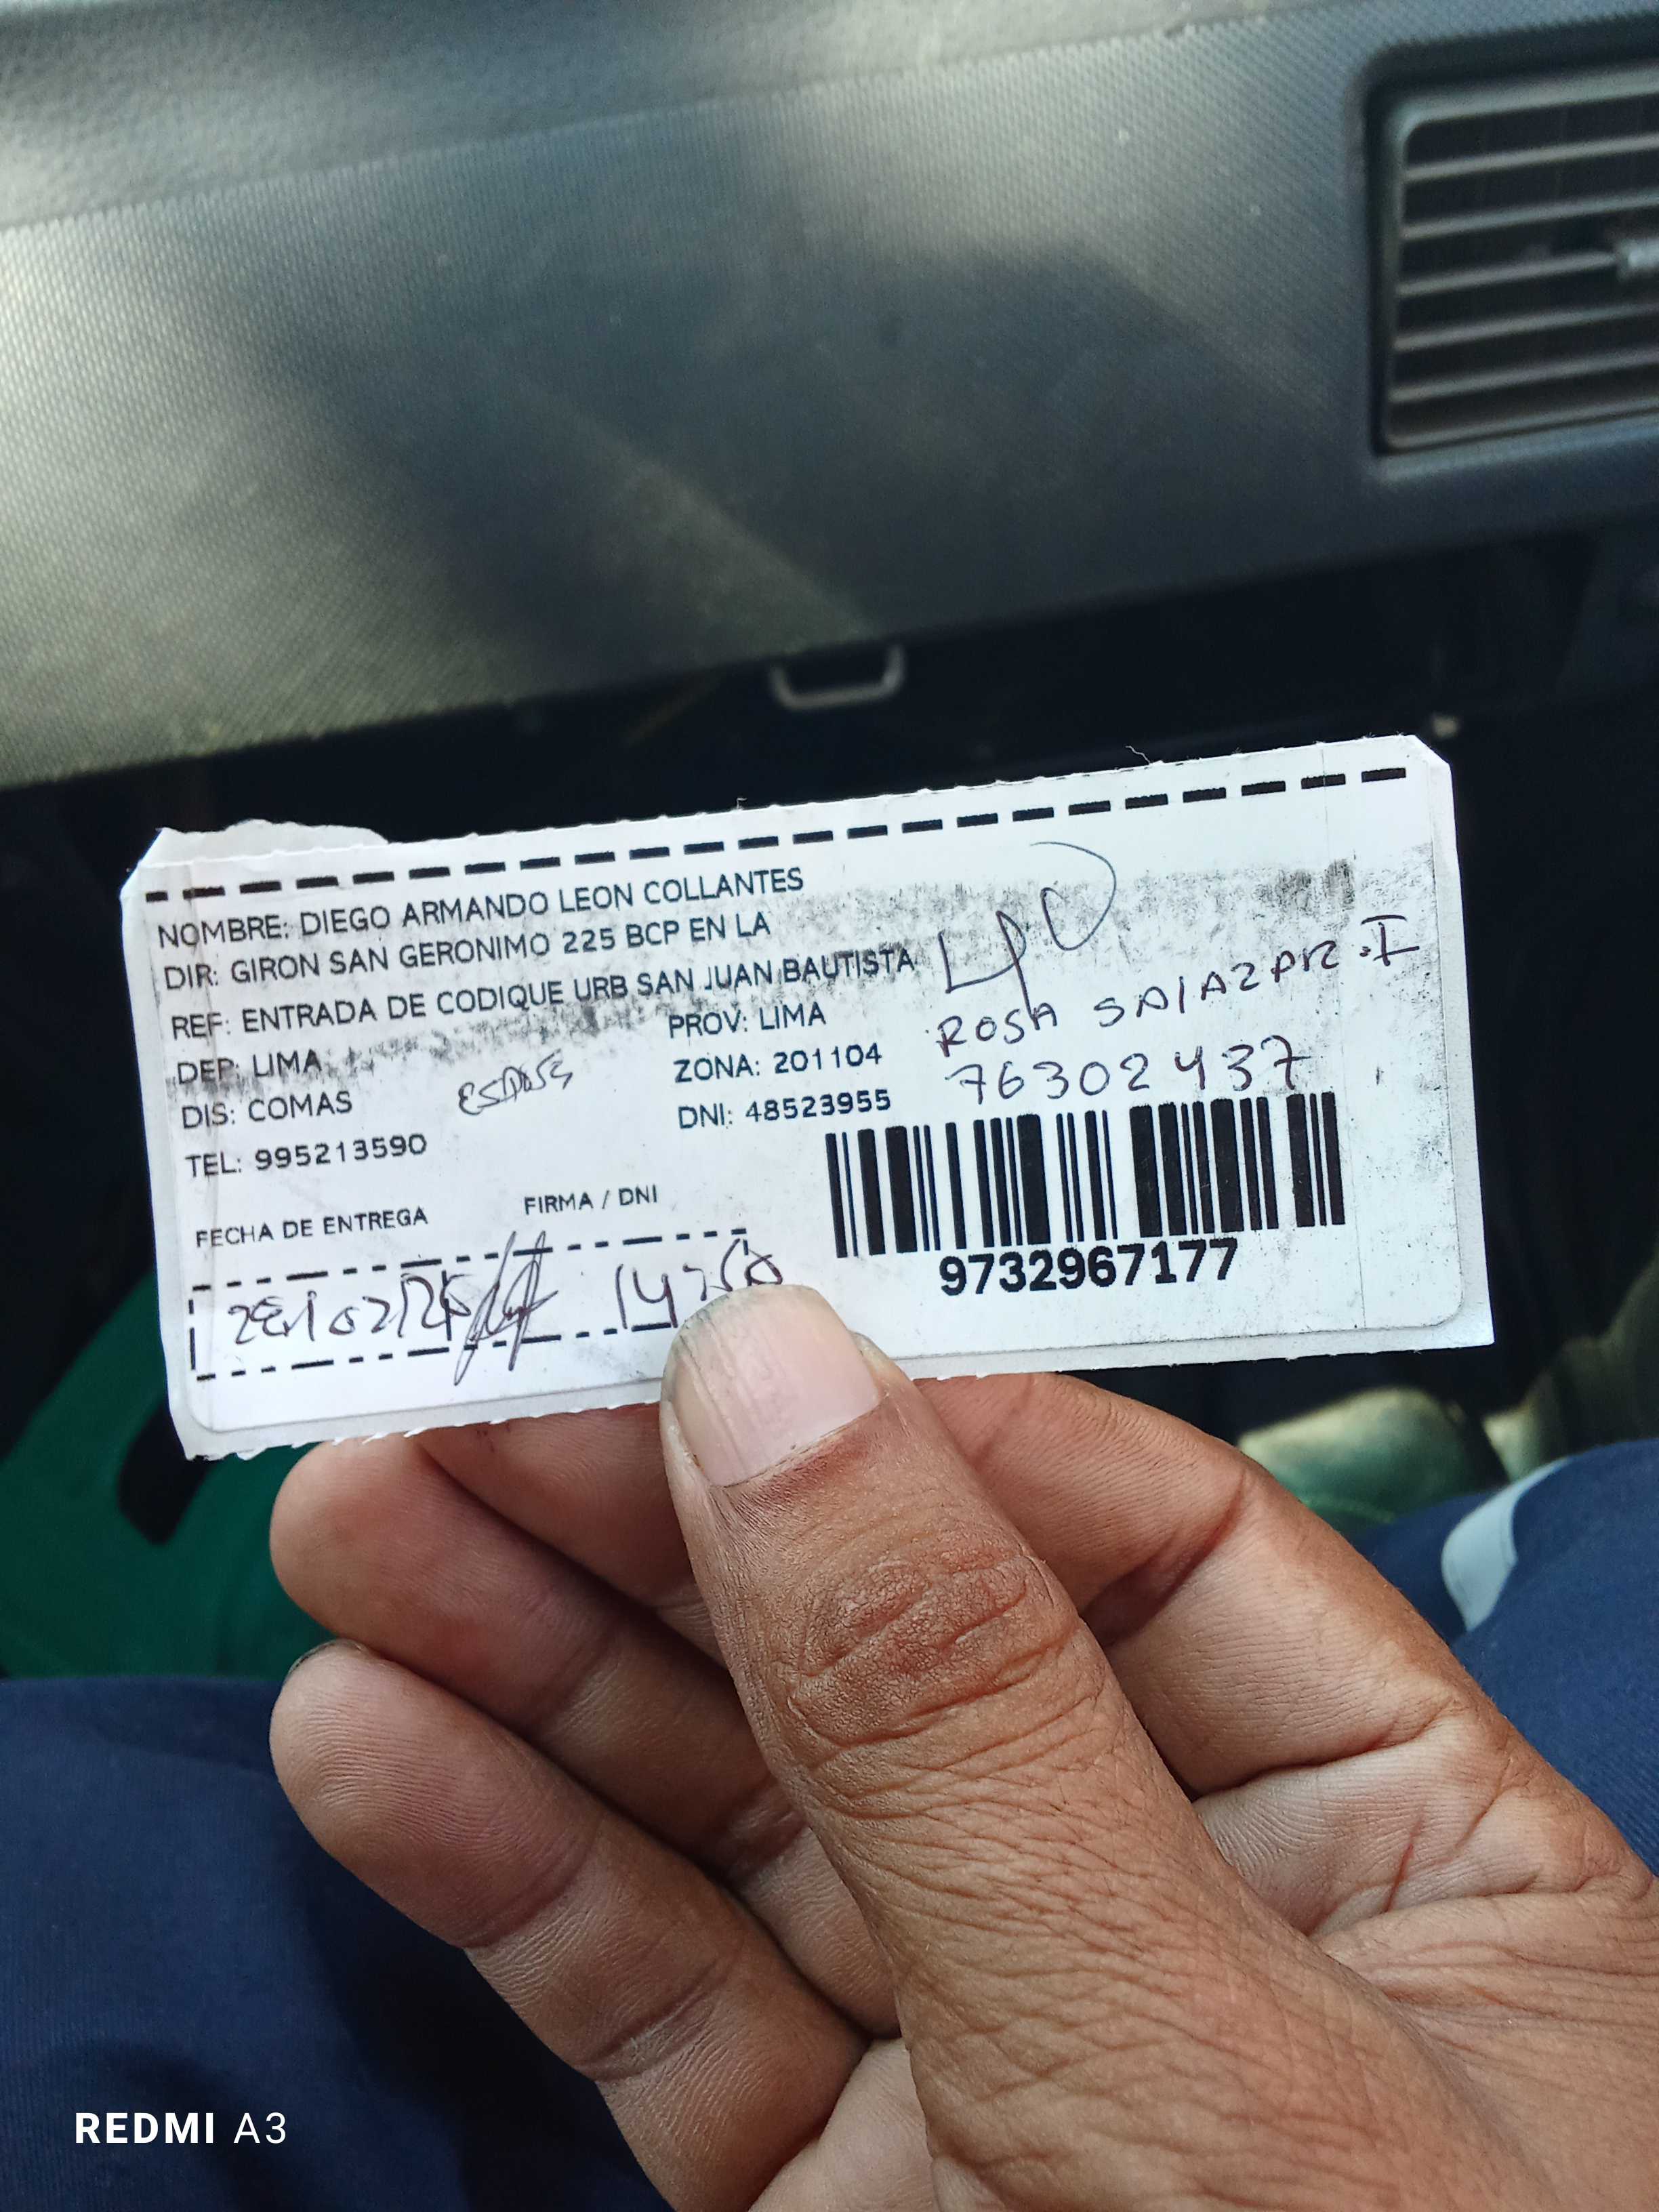 NOMBRE: DIEGO ARMANDO LEON COLLANTES
DIR: GIRON SAN GERONIMO 225 BCP EN LA
REF: ENTRADA DE CODIQUE URB SAN JUAN BAUTISTA
DEP: LIMA
PROV: LIMA
DIS: COMAS
ZONA: 201104
TEL: 995213590
DNI: 48523955
ROSA SALAZAR I
76302437
FECHA DE ENTREGA
FIRMA / DNI
9732967177
REDMI A3